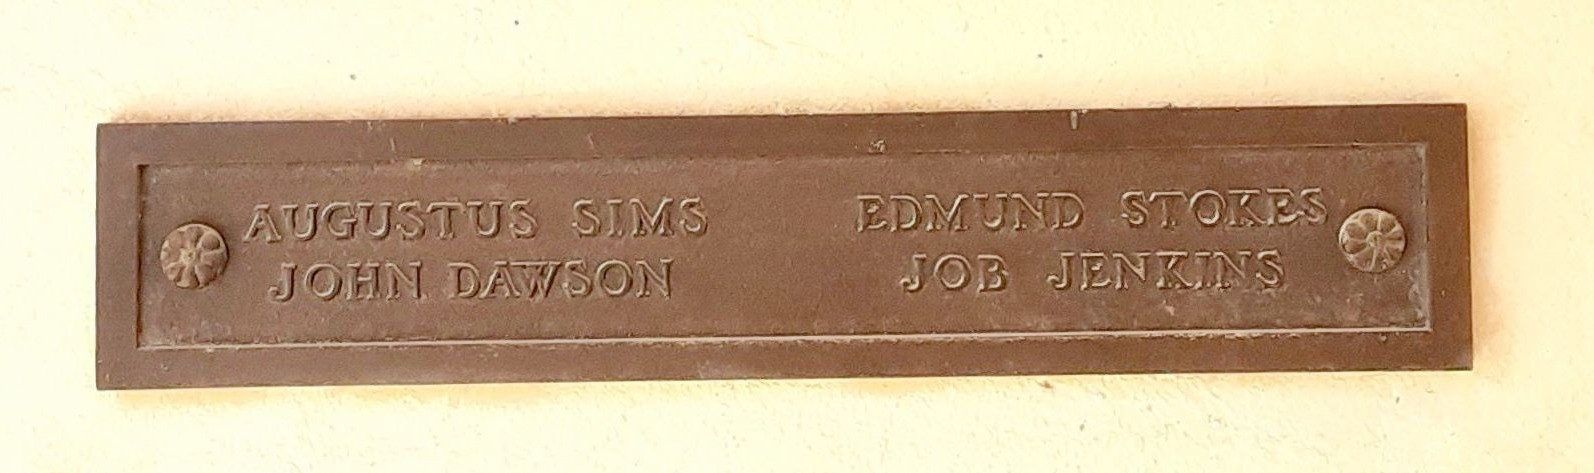 AUGUSTUS SIMS EDMUND STOKES
JOHN DAWSON JOB JENKINS